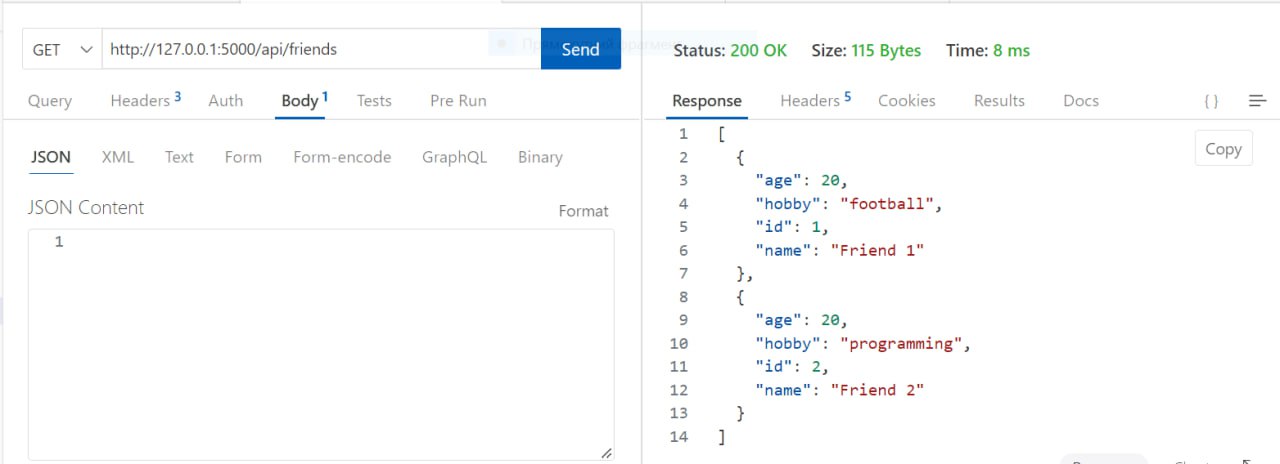 GET http://127.0.0.1:5000/api/friends Send
Query Headers 3 Auth Body 1 Tests Pre Run
JSON XML Text Form Form-encode GraphQL Binary
JSON Content Format
1
Status: 200 OK Size: 115 Bytes Time: 8 ms
Response Headers 5 Cookies Results Docs { }
Copy
1 [
2 {
3 "age": 20,
4 "hobby": "football",
5 "id": 1,
6 "name": "Friend 1"
7 },
8 {
9 "age": 20,
10 "hobby": "programming",
11 "id": 2,
12 "name": "Friend 2"
13 }
14 ]